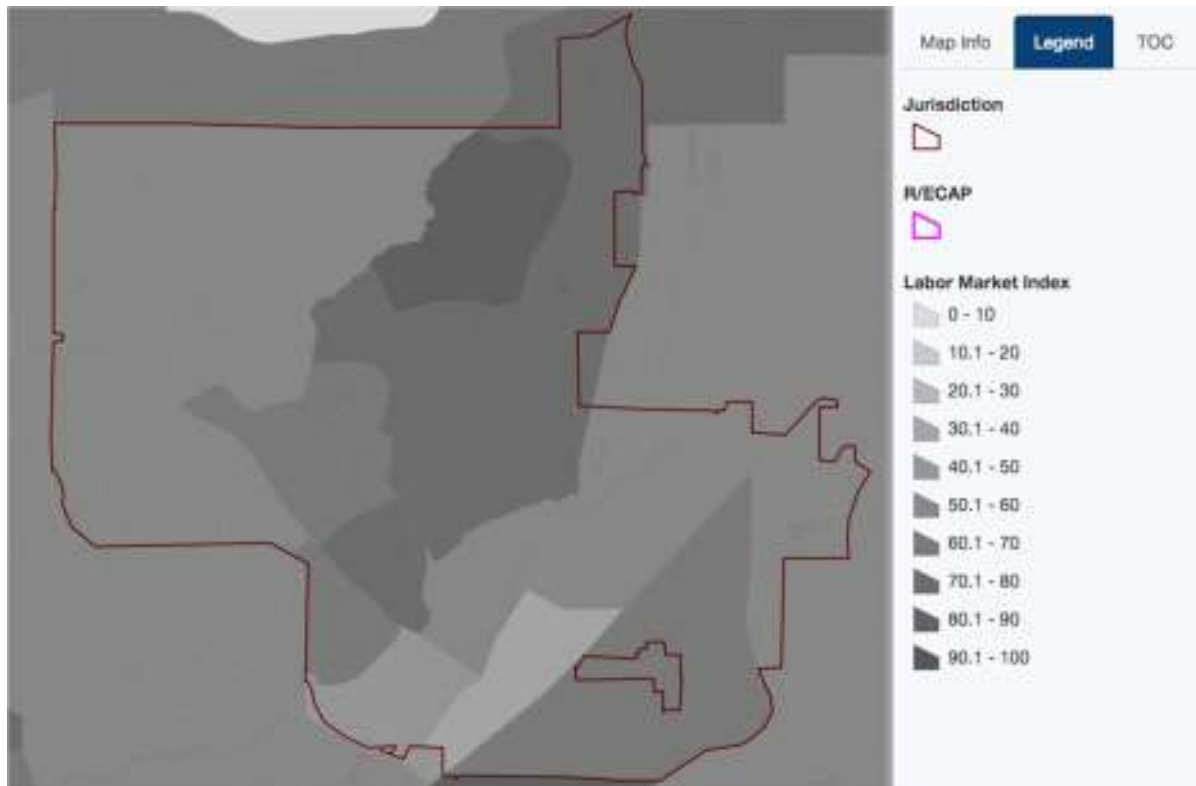 Map Info Legend TOC
Jurisdiction
R/ECAP
Labor Market Index
0 - 10
10.1 - 20
20.1 - 30
30.1 - 40
40.1 - 50
50.1 - 60
60.1 - 70
70.1 - 80
80.1 - 90
90.1 - 100